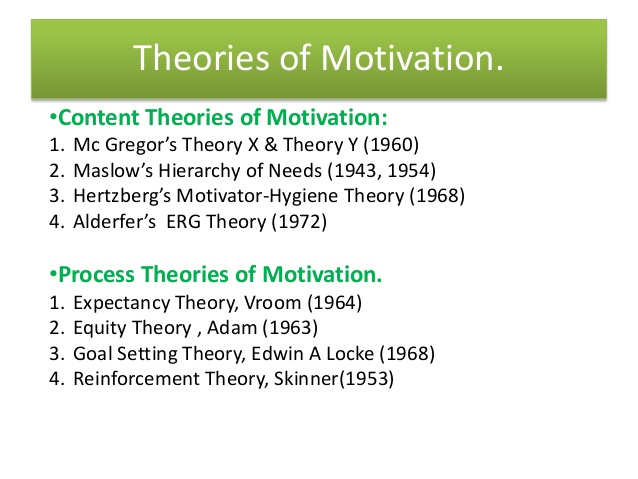 Theories of Motivation.
•Content Theories of Motivation:
1. Mc Gregor’s Theory X & Theory Y (1960)
2. Maslow’s Hierarchy of Needs (1943, 1954)
3. Hertzberg’s Motivator-Hygiene Theory (1968)
4. Alderfer’s ERG Theory (1972)
•Process Theories of Motivation.
1. Expectancy Theory, Vroom (1964)
2. Equity Theory , Adam (1963)
3. Goal Setting Theory, Edwin A Locke (1968)
4. Reinforcement Theory, Skinner(1953)